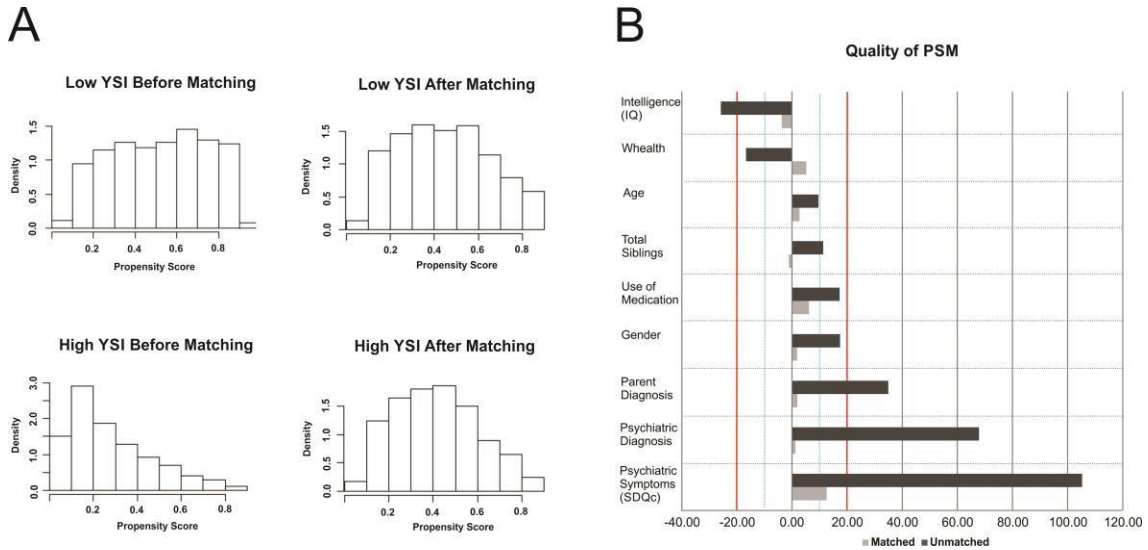 A
Low YSI Before Matching
Density
0.0 0.5 1.0 1.5
0.2 0.4 0.6 0.8
Propensity Score
Low YSI After Matching
Density
0.0 0.5 1.0 1.5
0.2 0.4 0.6 0.8
Propensity Score
High YSI Before Matching
Density
0.0 1.0 2.0 3.0
0.2 0.4 0.6 0.8
Propensity Score
High YSI After Matching
Density
0.0 0.5 1.0 1.5
0.2 0.4 0.6 0.8
Propensity Score
B
Quality of PSM
Intelligence
(IQ)
Whealth
Age
Total
Siblings
Use of
Medication
Gender
Parent
Diagnosis
Psychiatric
Diagnosis
Psychiatric
Symptoms
(SDQc)
-40.00 -20.00 0.00 20.00 40.00 60.00 80.00 100.00 120.00
Matched Unmatched